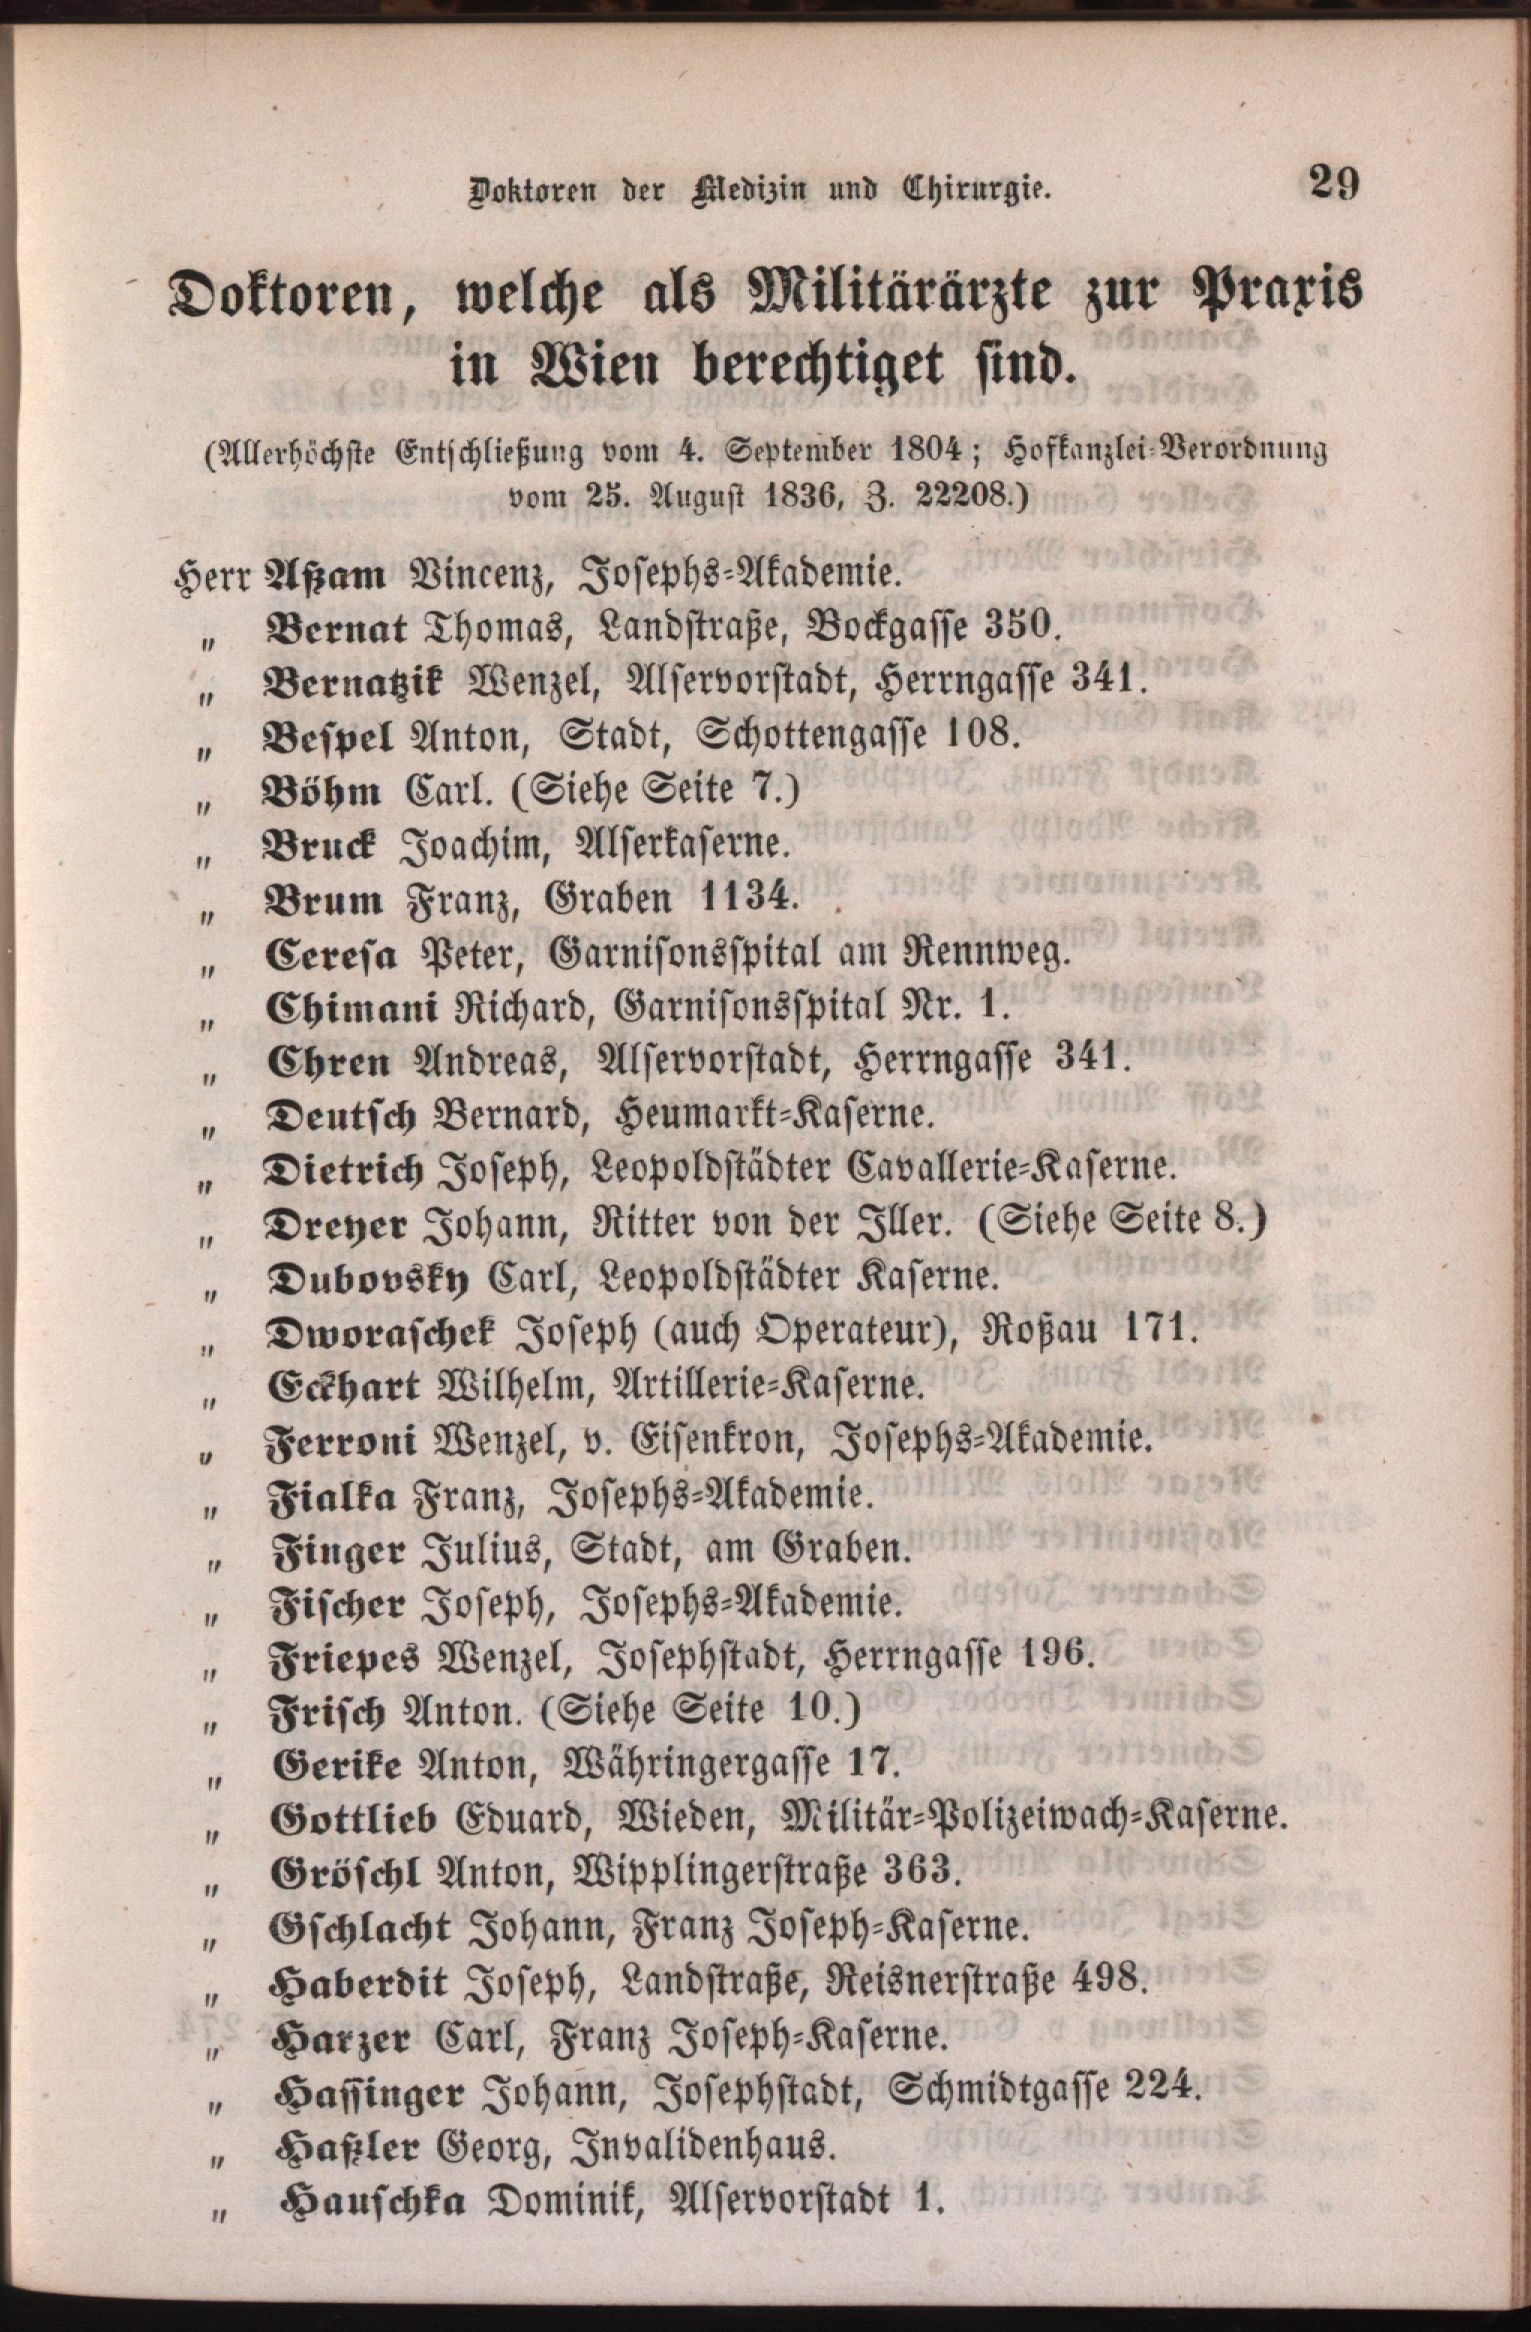 Doktoren der Medizin und Chirurgie. 29
Doktoren, welche als Militärärzte zur Praxis
in Wien berechtiget sind.
(Allerhöchste Entschließung vom 4. September 1804; Hofkanzlei-Verordnung
vom 25. August 1836, Z. 22208.)
Herr Aßzam Vincenz, Josephs-Akademie.
„ Bernat Thomas, Landstraße, Bockgasse 350.
„ Bernatzik Wenzel, Alservorstadt, Herrngasse 341.
„ Bespel Anton, Stadt, Schottengasse 108.
„ Böhm Carl. (Siehe Seite 7.)
„ Bruck Joachim, Alserkaserne.
„ Brum Franz, Graben 1134.
„ Ceresa Peter, Garnisonsspital am Rennweg.
„ Chimani Richard, Garnisonsspital Nr. 1.
„ Chren Andreas, Alservorstadt, Herrngasse 341.
„ Deutsch Bernard, Heumarkt-Kaserne.
„ Dietrich Joseph, Leopoldstädter Cavallerie-Kaserne.
„ Dreyer Johann, Ritter von der Iller. (Siehe Seite 8.)
„ Dubovsky Carl, Leopoldstädter Kaserne.
„ Dworaschek Joseph (auch Operateur), Roßau 171.
„ Eckhart Wilhelm, Artillerie-Kaserne.
„ Ferroni Wenzel, v. Eisenkron, Josephs-Akademie.
„ Fialka Franz, Josephs-Akademie.
„ Finger Julius, Stadt, am Graben.
„ Fischer Joseph, Josephs-Akademie.
„ Friepes Wenzel, Josephstadt, Herrngasse 196.
„ Frisch Anton. (Siehe Seite 10.)
„ Gerike Anton, Währingergasse 17.
„ Gottlieb Eduard, Wieden, Militär-Polizeiwach-Kaserne.
„ Gröschl Anton, Wipplingerstraße 363.
„ Gschlacht Johann, Franz Joseph-Kaserne.
„ Haberdit Joseph, Landstraße, Reisnerstraße 498.
„ Harzer Carl, Franz Joseph-Kaserne.
„ Hassinger Johann, Josephstadt, Schmidtgasse 224.
„ Haßler Georg, Invalidenhaus.
„ Hauschka Dominik, Alservorstadt 1.